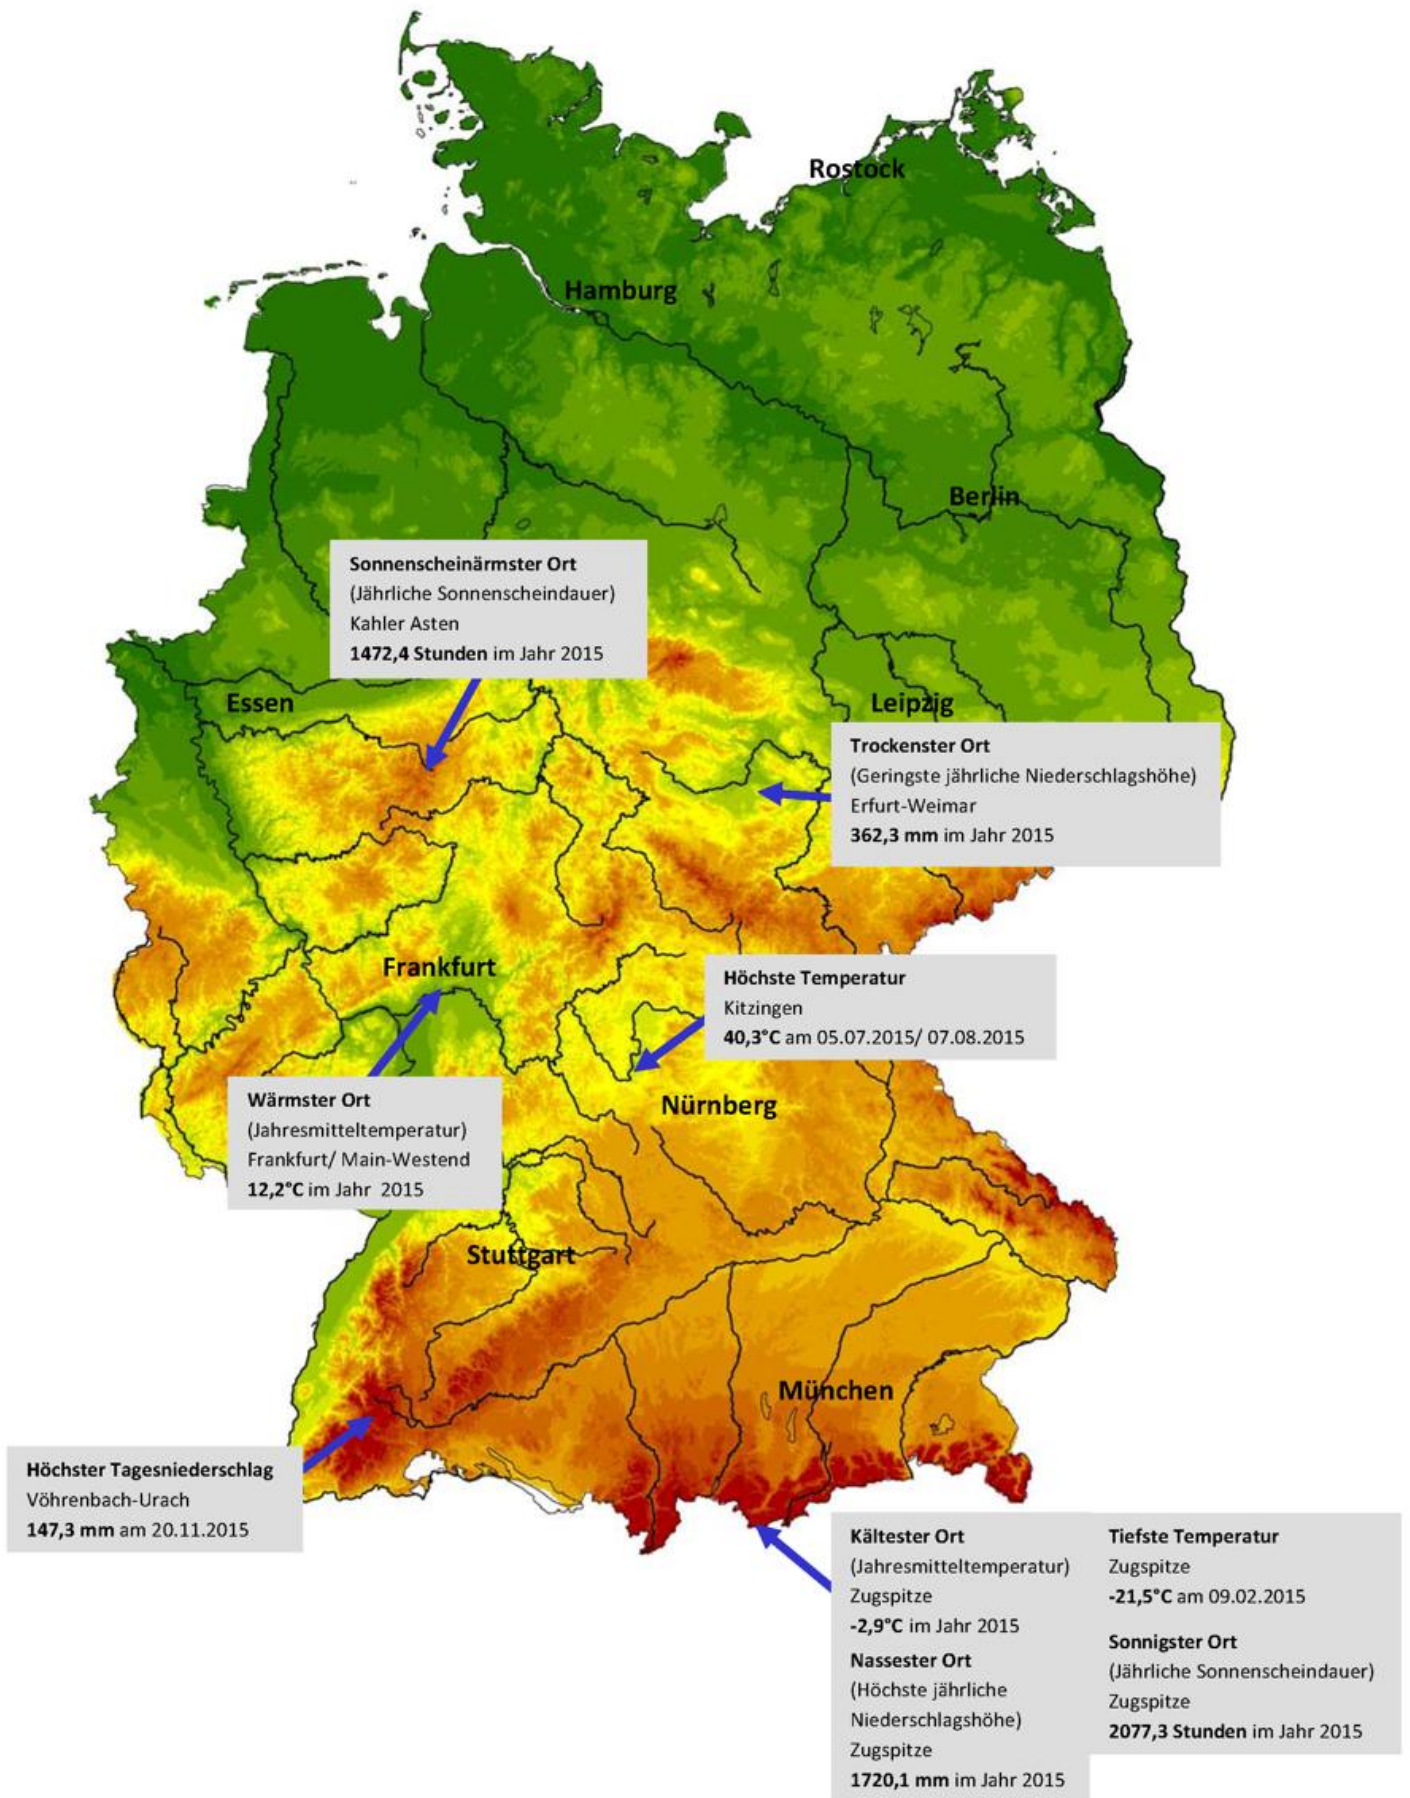 Rostock
Hamburg
Berlin
Sonnenscheinärmster Ort
(Jährliche Sonnenscheindauer)
Kahler Asten
1472,4 Stunden im Jahr 2015
Essen
Leipzig
Trockenster Ort
(Geringste jährliche Niederschlagshöhe)
Erfurt-Weimar
362,3 mm im Jahr 2015
Frankfurt
Höchste Temperatur
Kitzingen
40,3°C am 05.07.2015/ 07.08.2015
Wärmster Ort
(Jahresmitteltemperatur)
Frankfurt/ Main-Westend
12,2°C im Jahr 2015
Nürnberg
Stuttgart
München
Höchster Tagesniederschlag
Vöhrenbach-Urach
147,3 mm am 20.11.2015
Kältester Ort
(Jahresmitteltemperatur)
Zugspitze
-2,9°C im Jahr 2015
Nassester Ort
(Höchste jährliche
Niederschlagshöhe)
Zugspitze
1720,1 mm im Jahr 2015
Tiefste Temperatur
Zugspitze
-21,5°C am 09.02.2015
Sonnigster Ort
(Jährliche Sonnenscheindauer)
Zugspitze
2077,3 Stunden im Jahr 2015